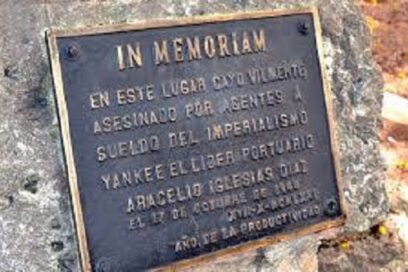 IN MEMORIAM
EN ESTE LUGAR CAYO VILMENTE,
ASESINADO POR AGENTES A
SUELDO DEL IMPERIALISMO
YANKEE EL LIDER PORTUARIO
ARACELIO IGLESIAS DIAZ
EL 17 DE OCTUBRE DE
AÑO DE LA PRODUCTIVIDAD